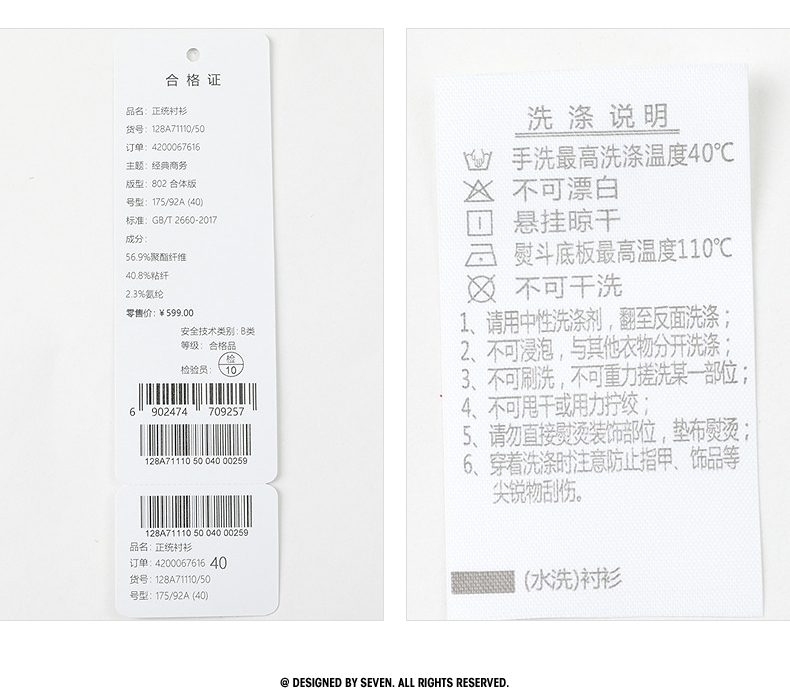 合格证
品名：正统衬衫
货号：128A71110/50
订单：4200067616
主题：经典商务
版型：802 合体版
号型：175/92A (40)
标准：GB/T 2660-2017
成分：
56.9%聚酯纤维
40.8%粘纤
2.3%氨纶
零售价：¥599.00
安全技术类别：B类
等级：合格品
检验员：检 10
6 902474 709257
128A71110 50 040 00259
128A71110 50 040 00259
品名：正统衬衫
订单：4200067616 40
货号：128A71110/50
号型：175/92A (40)
洗涤说明
手洗最高洗涤温度40℃
不可漂白
悬挂晾干
熨斗底板最高温度110℃
不可干洗
1、请用中性洗涤剂，翻至反面洗涤；
2、不可浸泡，与其他衣物分开洗涤；
3、不可刷洗，不可重力搓洗某一部位；
4、不可甩干或用力拧绞；
5、请勿直接熨烫装饰部位，垫布熨烫；
6、穿着洗涤时注意防止指甲、饰品等
尖锐物刮伤。
(水洗)衬衫
@ DESIGNED BY SEVEN. ALL RIGHTS RESERVED.